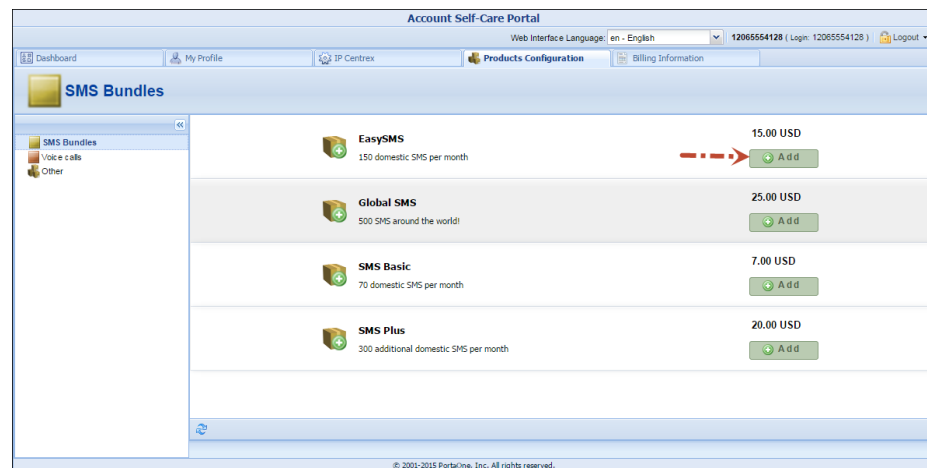 Account Self-Care Portal
Web Interface Language: en - English 12065554128 ( Login: 12065554128 ) Logout
Dashboard My Profile IP Centrex Products Configuration Billing Information
SMS Bundles
SMS Bundles
Voice calls
Other
EasySMS 15.00 USD
150 domestic SMS per month Add
Global SMS 25.00 USD
500 SMS around the world! Add
SMS Basic 7.00 USD
70 domestic SMS per month Add
SMS Plus 20.00 USD
300 additional domestic SMS per month Add
© 2001-2015 PortaOne, Inc. All rights reserved.